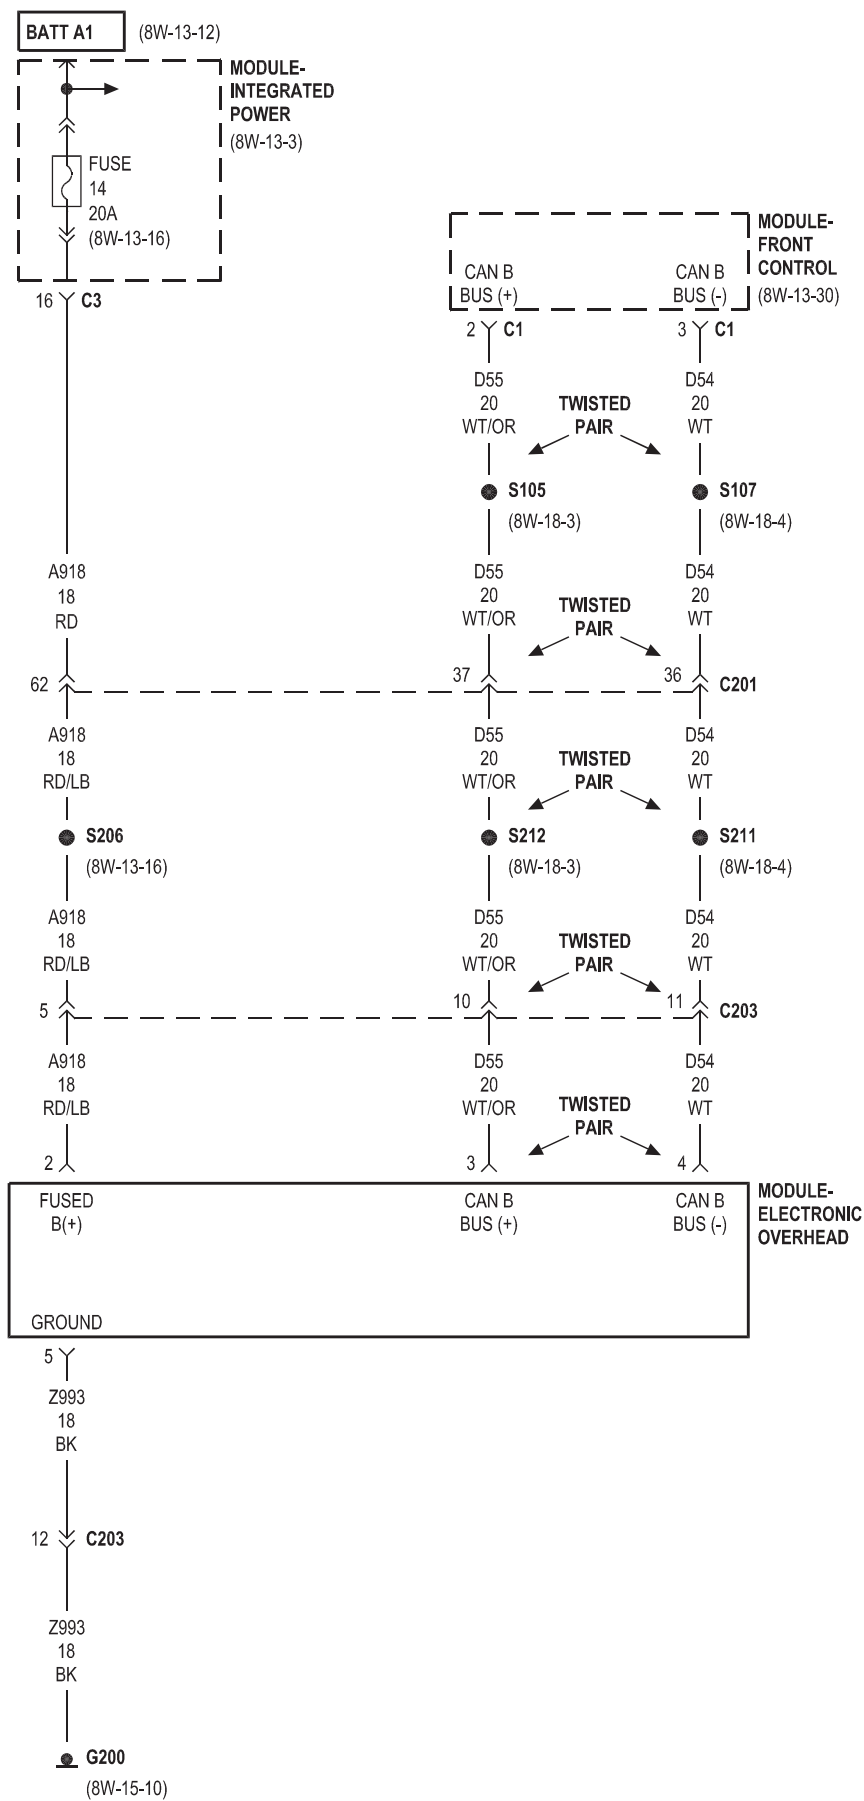 BATT A1 (8W-13-12)
MODULE-
INTEGRATED
POWER
(8W-13-3)
FUSE
14
20A
(8W-13-16)
16 C3
MODULE-
FRONT
CONTROL
(8W-13-30)
CAN B
BUS (+)
CAN B
BUS (-)
2 C1
3 C1
D55
20
WT/OR
TWISTED
PAIR
D54
20
WT
S105
(8W-18-3)
S107
(8W-18-4)
A918
18
RD
D55
20
WT/OR
TWISTED
PAIR
D54
20
WT
62
37
36
C201
A918
18
RD/LB
D55
20
WT/OR
TWISTED
PAIR
D54
20
WT
S206
(8W-13-16)
S212
(8W-18-3)
S211
(8W-18-4)
A918
18
RD/LB
D55
20
WT/OR
TWISTED
PAIR
D54
20
WT
5
10
11
C203
A918
18
RD/LB
D55
20
WT/OR
TWISTED
PAIR
D54
20
WT
2
3
4
FUSED
B(+)
CAN B
BUS (+)
CAN B
BUS (-)
MODULE-
ELECTRONIC
OVERHEAD
GROUND
5
Z993
18
BK
12 C203
Z993
18
BK
G200
(8W-15-10)